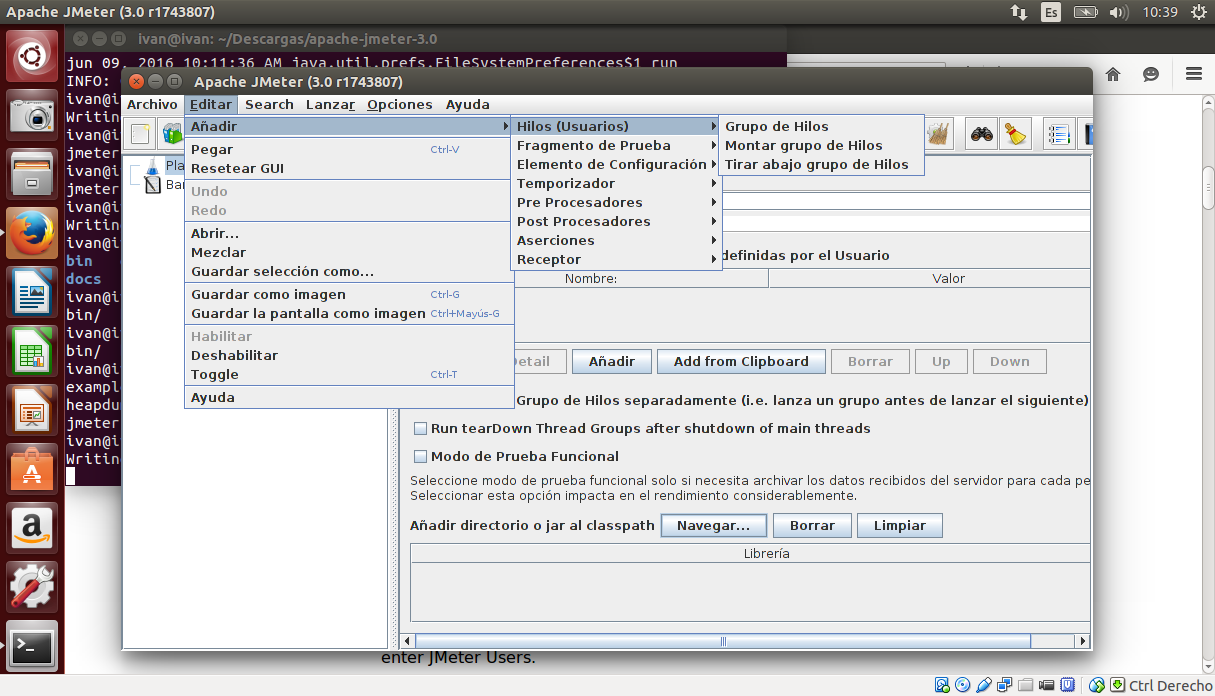 Apache JMeter (3.0 r1743807)
Es
10:39
ivan@ivan: ~/Descargas/apache-jmeter-3.0
jun 09, 2016 10:11:36 AM java.util.prefs.FileSystemPreferences$1 run
INFO:
Apache JMeter (3.0 r1743807)
Archivo Editar Search Lanzar Opciones Ayuda
Añadir
Pegar Ctrl-V
Resetear GUI
Undo
Redo
Abrir...
Mezclar
Guardar selección como...
Guardar como imagen Ctrl-G
Guardar la pantalla como imagen Ctrl+Mayús-G
Habilitar
Deshabilitar
Toggle Ctrl-T
Ayuda
Hilos (Usuarios)
Fragmento de Prueba
Elemento de Configuración
Temporizador
Pre Procesadores
Post Procesadores
Aserciones
Receptor
Grupo de Hilos
Montar grupo de Hilos
Tirar abajo grupo de Hilos
Pla
Ba
definidas por el Usuario
Nombre: Valor
etail Añadir Add from Clipboard Borrar Up Down
Grupo de Hilos separadamente (i.e. lanza un grupo antes de lanzar el siguiente)
Run tearDown Thread Groups after shutdown of main threads
Modo de Prueba Funcional
Seleccione modo de prueba funcional solo si necesita archivar los datos recibidos del servidor para cada pe
Seleccionar esta opción impacta en el rendimiento considerablemente.
Añadir directorio o jar al classpath Navegar... Borrar Limpiar
Librería
ivan@i
Writin
ivan@i
jmeter
ivan@i
jmeter
ivan@i
Writin
ivan@i
bin
docs
ivan@i
bin/
ivan@i
bin/
ivan@i
exampl
heapdu
jmeter
ivan@i
Writin
enter JMeter Users.
Ctrl Derecho